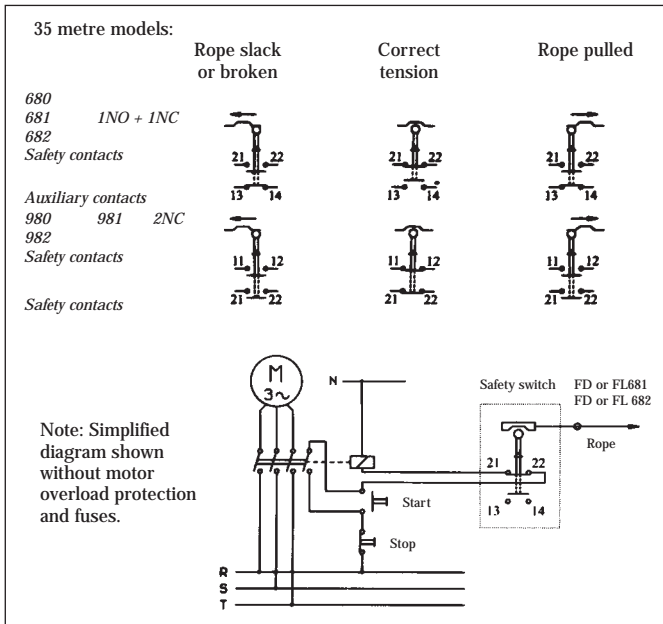 35 metre models:
Rope slack or broken
Correct tension
Rope pulled
680
681 1NO + 1NC
682
Safety contacts
21 22
21 22
21 22
Auxiliary contacts
13 14
13 14
13 14
980 981 2NC
982
Safety contacts
11 12
11 12
11 12
Safety contacts
21 22
21 22
21 22
M
3~
N
Safety switch
FD or FL681
FD or FL 682
Rope
21 22
13 14
Note: Simplified
diagram shown
without motor
overload protection
and fuses.
Start
Stop
R
S
T